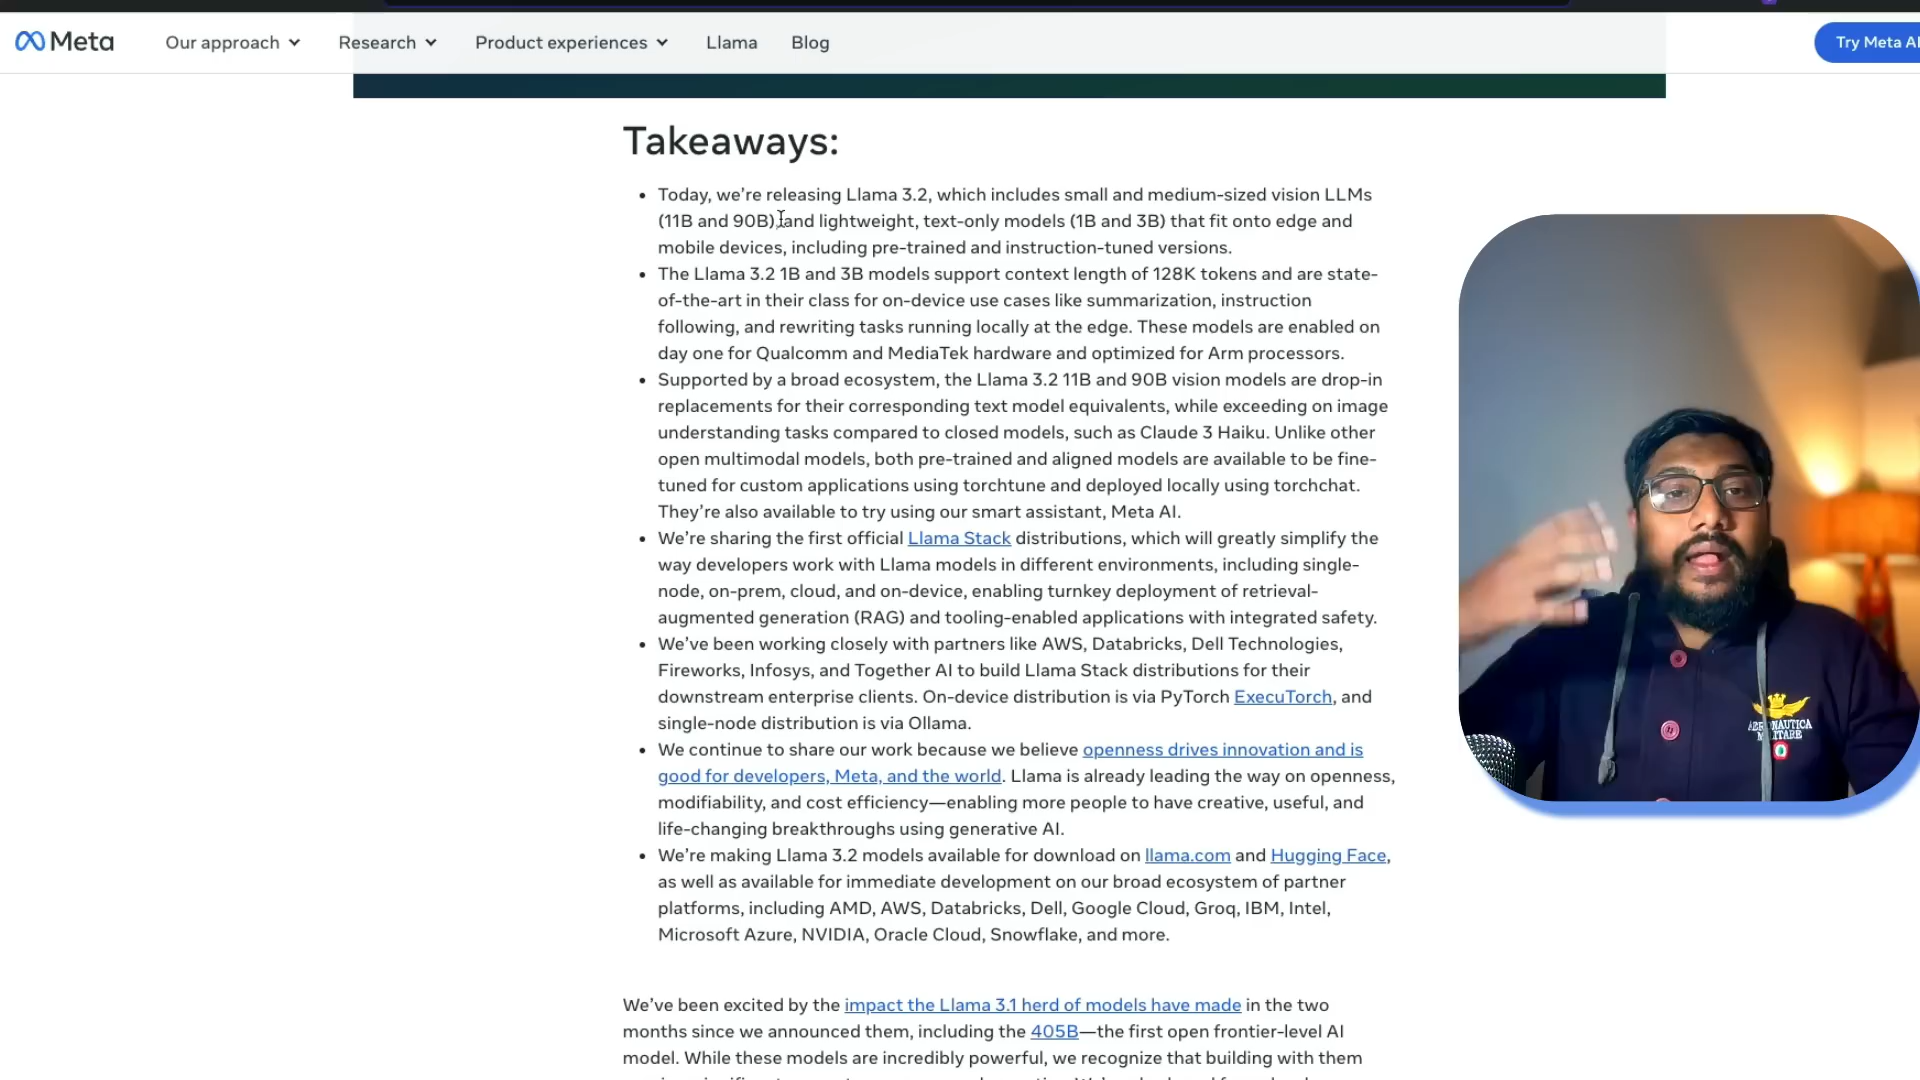 Meta
Our approach
Research
Product experiences
Llama
Blog
Try Meta AI
Takeaways:
Today, we’re releasing Llama 3.2, which includes small and medium-sized vision LLMs
(11B and 90B), and lightweight, text-only models (1B and 3B) that fit onto edge and
mobile devices, including pre-trained and instruction-tuned versions.
The Llama 3.2 1B and 3B models support context length of 128K tokens and are state-
of-the-art in their class for on-device use cases like summarization, instruction
following, and rewriting tasks running locally at the edge. These models are enabled on
day one for Qualcomm and MediaTek hardware and optimized for Arm processors.
Supported by a broad ecosystem, the Llama 3.2 11B and 90B vision models are drop-in
replacements for their corresponding text model equivalents, while exceeding on image
understanding tasks compared to closed models, such as Claude 3 Haiku. Unlike other
open multimodal models, both pre-trained and aligned models are available to be fine-
tuned for custom applications using torchtune and deployed locally using torchchat.
They’re also available to try using our smart assistant, Meta AI.
We’re sharing the first official Llama Stack distributions, which will greatly simplify the
way developers work with Llama models in different environments, including single-
node, on-prem, cloud, and on-device, enabling turnkey deployment of retrieval-
augmented generation (RAG) and tooling-enabled applications with integrated safety.
We’ve been working closely with partners like AWS, Databricks, Dell Technologies,
Fireworks, Infosys, and Together AI to build Llama Stack distributions for their
downstream enterprise clients. On-device distribution is via PyTorch ExecuTorch, and
single-node distribution is via Ollama.
We continue to share our work because we believe openness drives innovation and is
good for developers, Meta, and the world. Llama is already leading the way on openness,
modifiability, and cost efficiency—enabling more people to have creative, useful, and
life-changing breakthroughs using generative AI.
We’re making Llama 3.2 models available for download on llama.com and Hugging Face,
as well as available for immediate development on our broad ecosystem of partner
platforms, including AMD, AWS, Databricks, Dell, Google Cloud, Groq, IBM, Intel,
Microsoft Azure, NVIDIA, Oracle Cloud, Snowflake, and more.
We’ve been excited by the impact the Llama 3.1 herd of models have made in the two
months since we announced them, including the 405B—the first open frontier-level AI
model. While these models are incredibly powerful, we recognize that building with them
AERONAUTICA
MILITARE